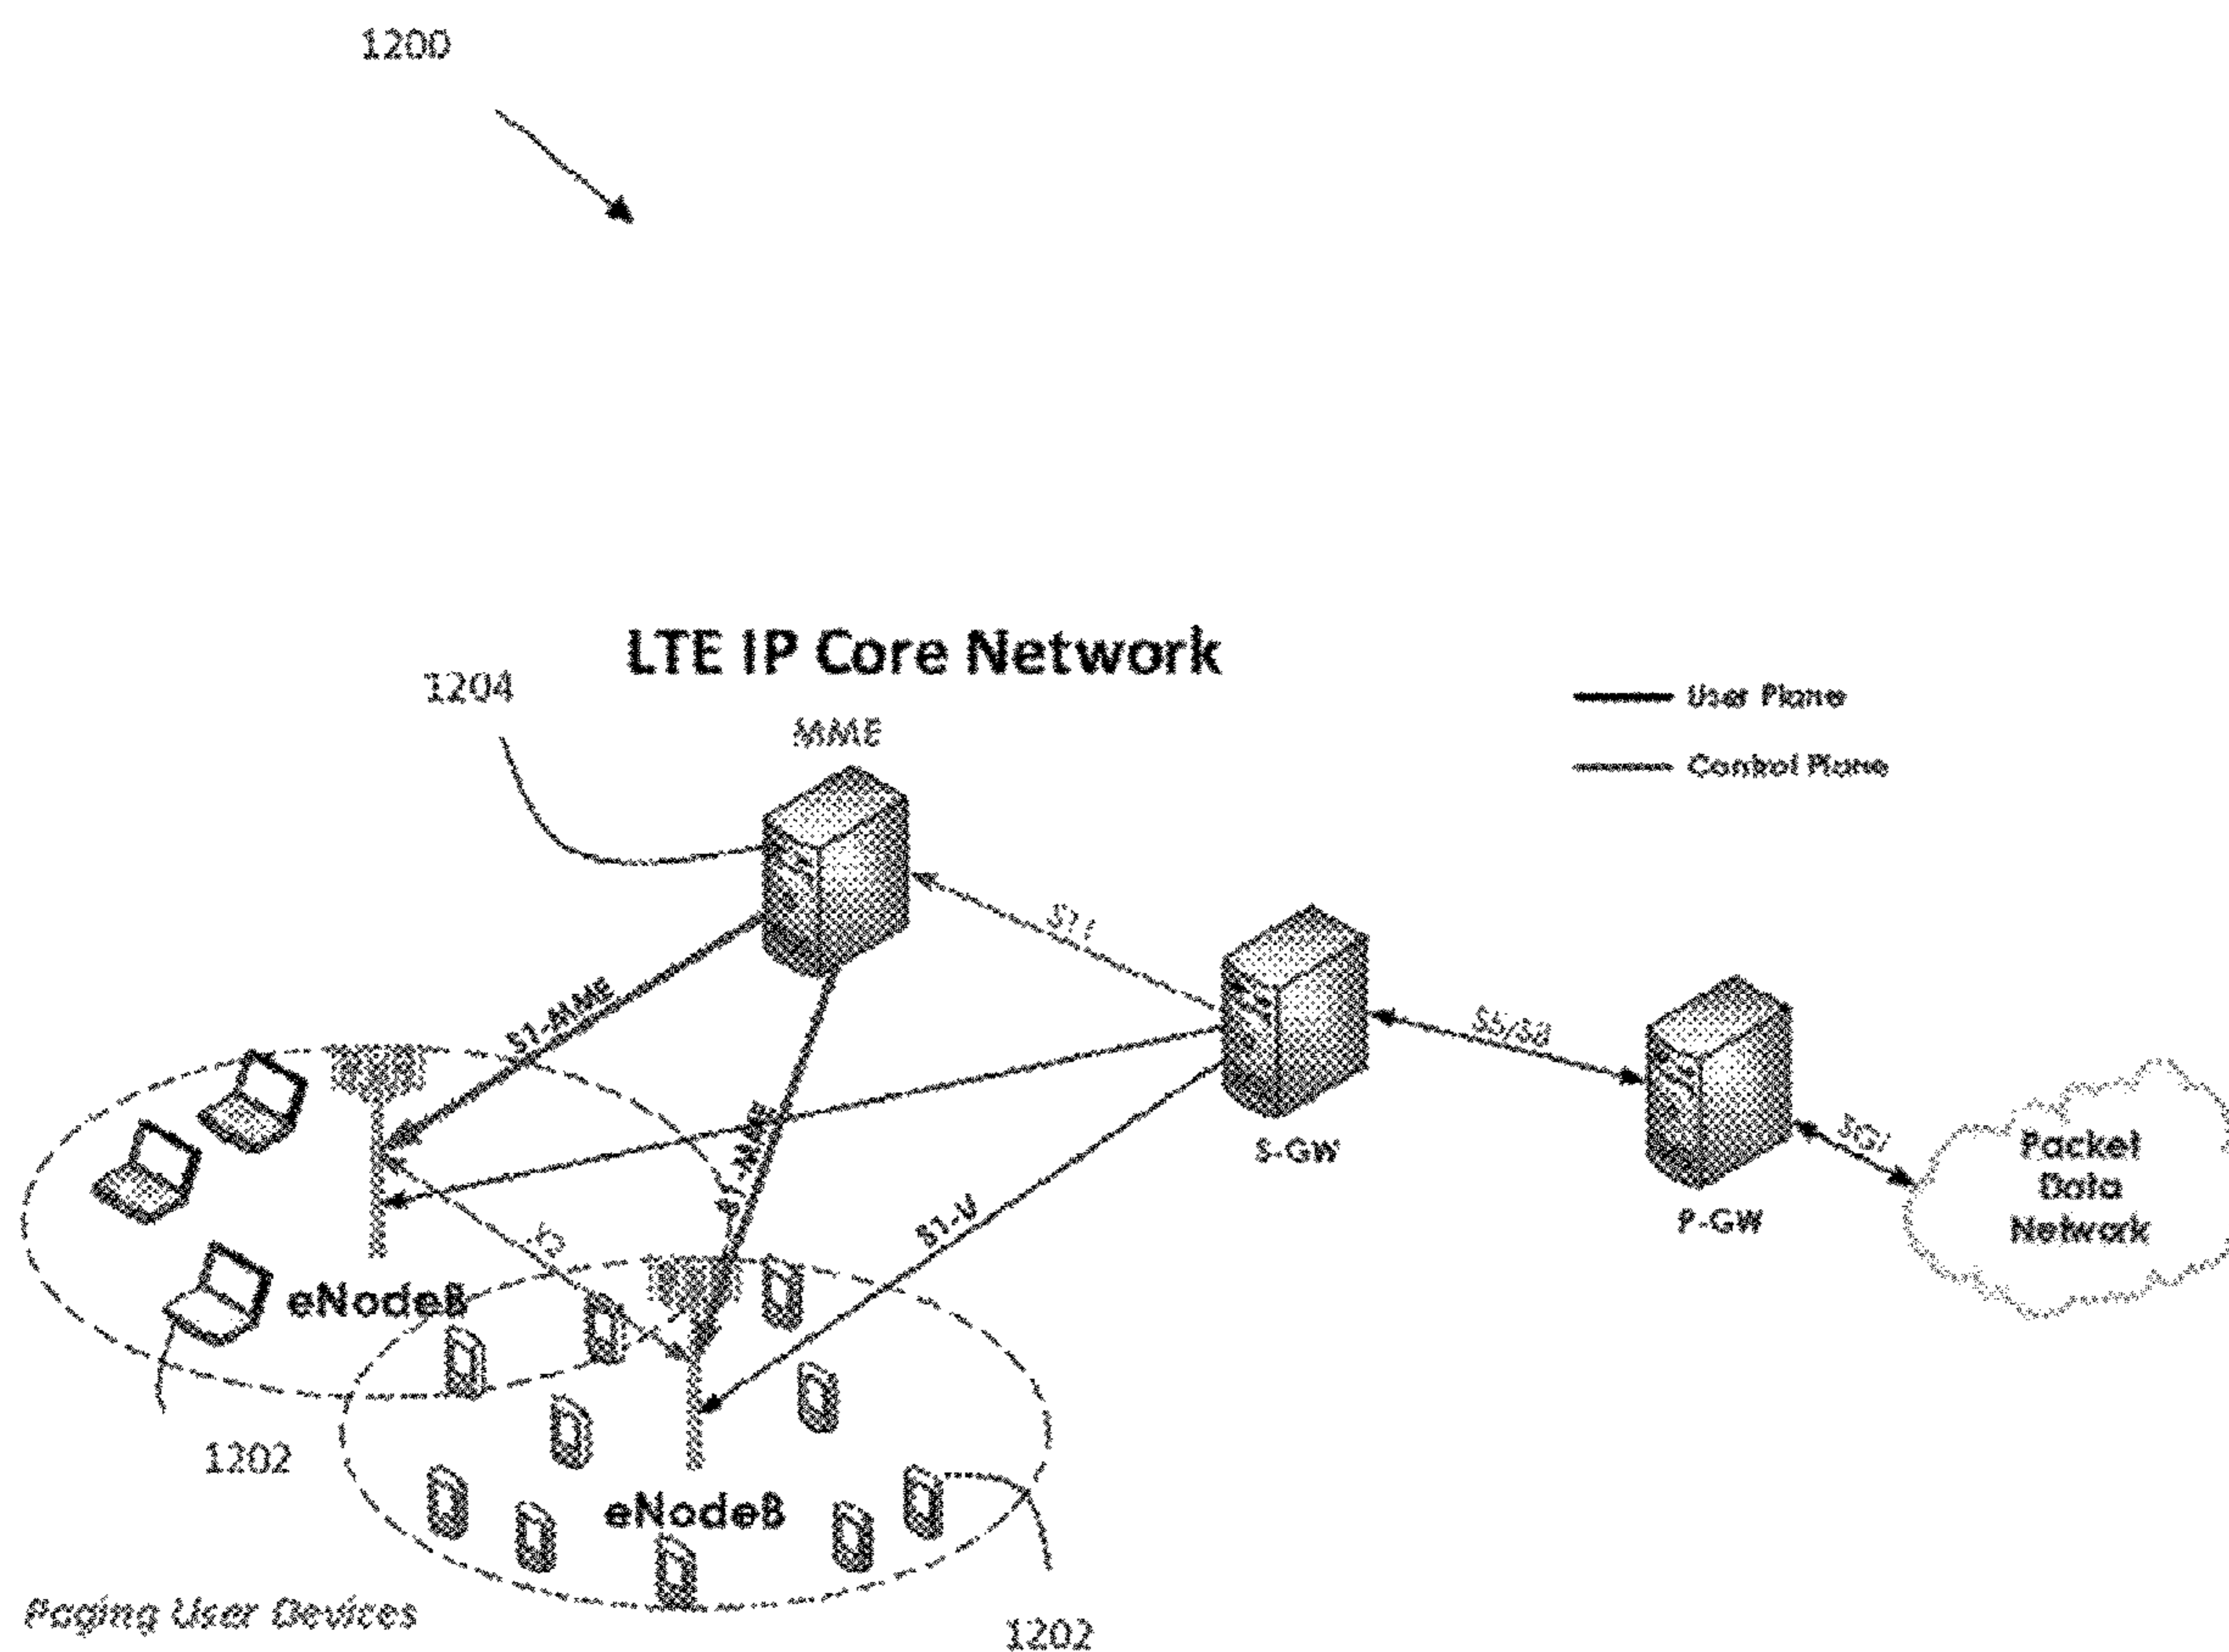 1200
LTE IP Core Network
1204
MME
User Plane
Control Plane
S11
S1-MME
S5/S8
S1-MME
SGi
Packet
Data
Network
S-GW
P-GW
S1-U
eNodeB
1202
eNodeB
Paging User Devices
1202